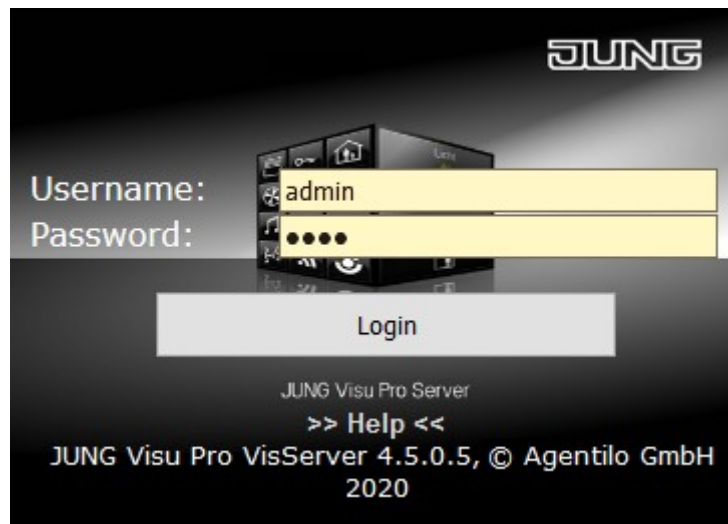 JUNG
Username:
admin
Password:
••••
Login
JUNG Visu Pro Server
>> Help <<
JUNG Visu Pro VisServer 4.5.0.5, © Agentilo GmbH
2020